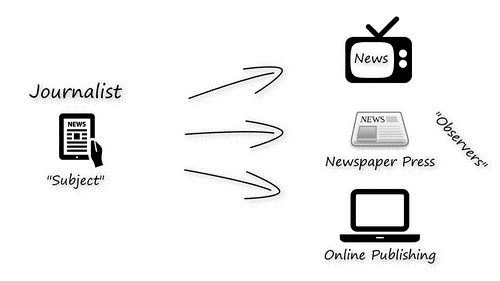 Journalist
NEWS
"Subject"
News
NEWS
Newspaper Press
"Observers"
Online Publishing